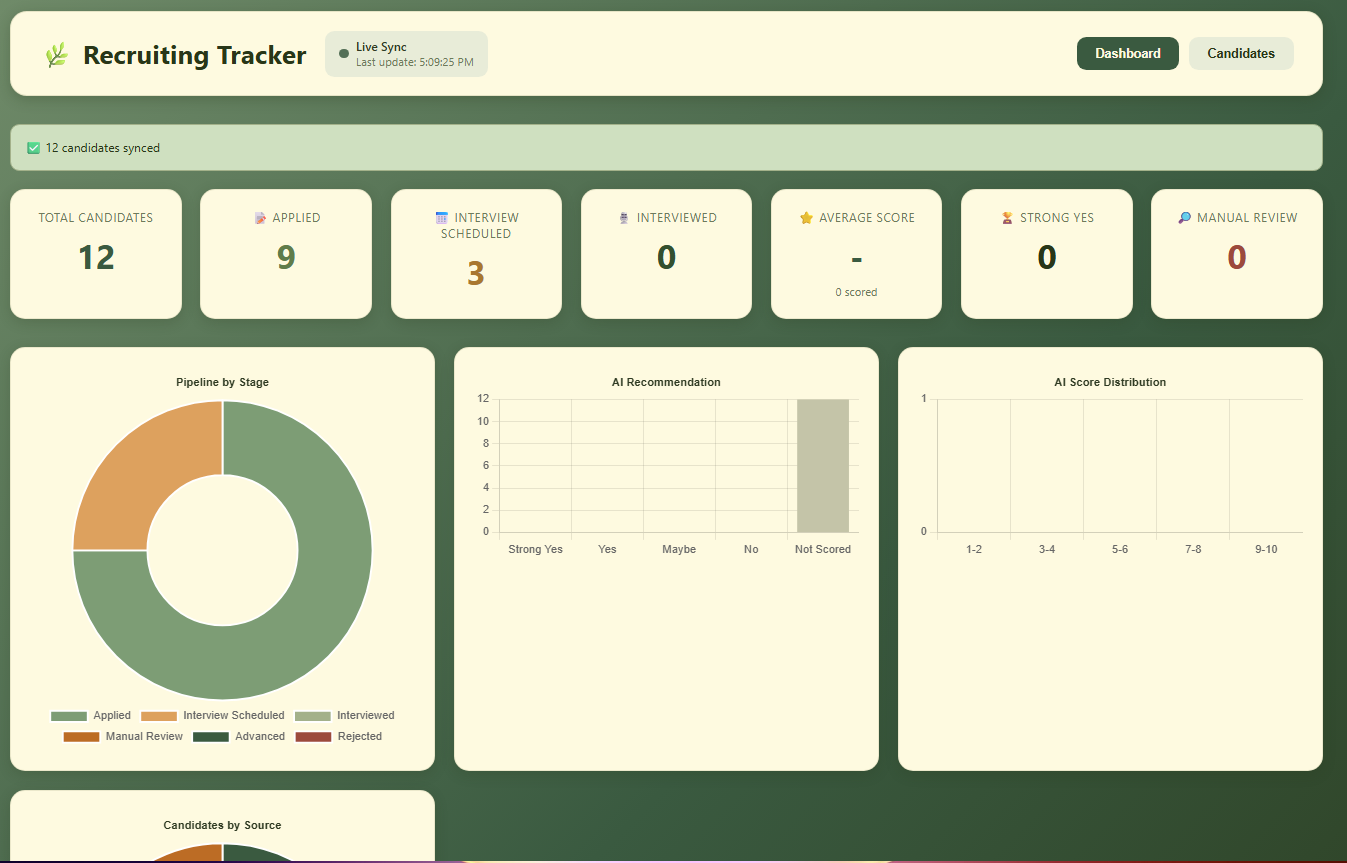 Recruiting Tracker
Live Sync
Last update: 5:09:25 PM
Dashboard
Candidates
12 candidates synced
TOTAL CANDIDATES
12
APPLIED
9
INTERVIEW
SCHEDULED
3
INTERVIEWED
0
AVERAGE SCORE
-
0 scored
STRONG YES
0
MANUAL REVIEW
0
Pipeline by Stage
Applied Interview Scheduled Interviewed
Manual Review Advanced Rejected
AI Recommendation
12
10
8
6
4
2
0
Strong Yes Yes Maybe No Not Scored
AI Score Distribution
1
0
1-2 3-4 5-6 7-8 9-10
Candidates by Source